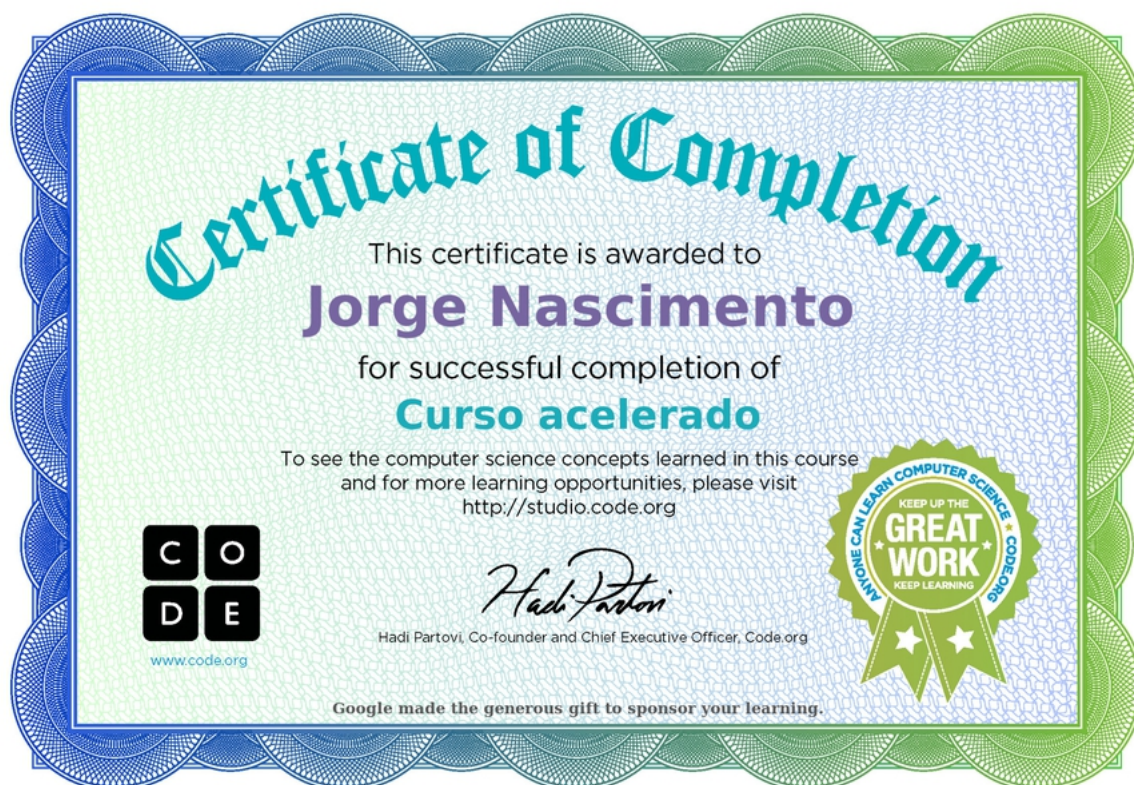 Certificate of Completion
This certificate is awarded to
Jorge Nascimento
for successful completion of
Curso acelerado
To see the computer science concepts learned in this course
and for more learning opportunities, please visit
http://studio.code.org
C O
D E
www.code.org
Hadi Partovi
Hadi Partovi, Co-founder and Chief Executive Officer, Code.org
ANYONE CAN LEARN COMPUTER SCIENCE ★ CODE.ORG
KEEP UP THE
GREAT
WORK
KEEP LEARNING
Google made the generous gift to sponsor your learning.